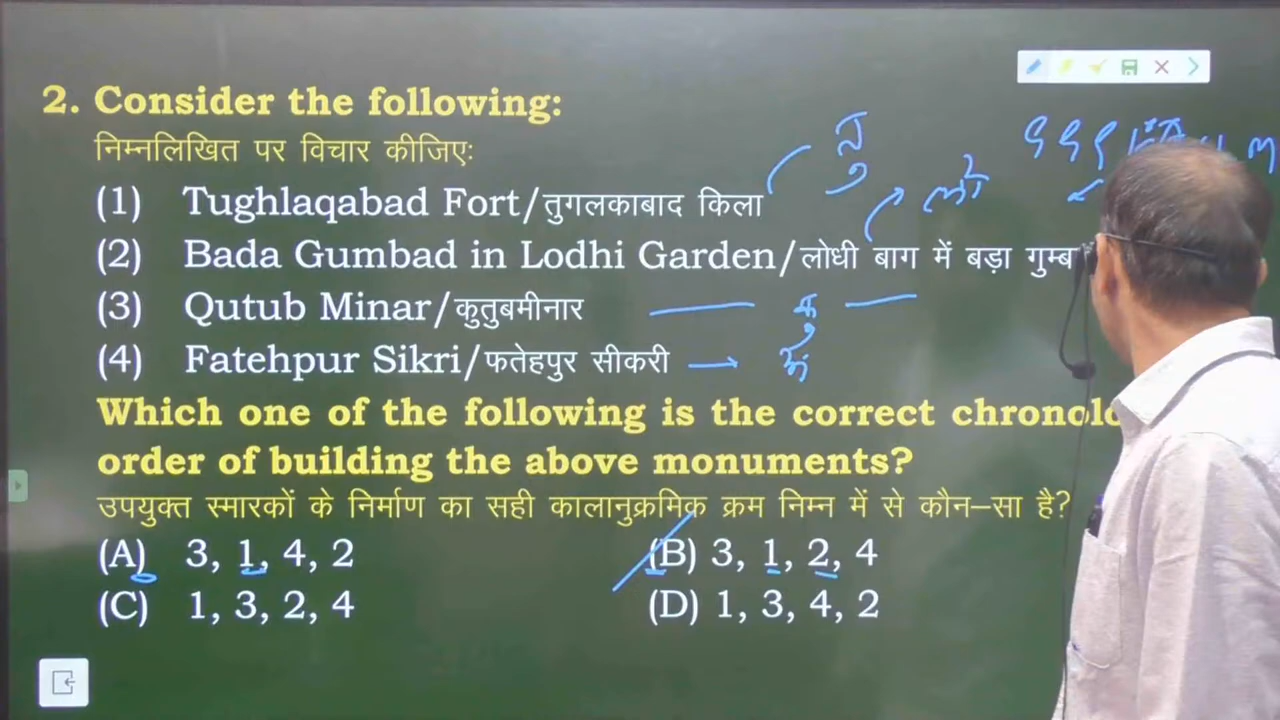 2. Consider the following:
निम्नलिखित पर विचार कीजिएः
(1) Tughlaqabad Fort/तुगलकाबाद किला
तु
लो
(2) Bada Gumbad in Lodhi Garden/लोधी बाग में बड़ा
(3) Qutub Minar/कुतुबमीनार
कु
(4) Fatehpur Sikri/फतेहपुर सीकरी
अ
Which one of the following is the correct
order of building the above monuments?
उपयुक्त स्मारकों के निर्माण का सही कालानुक्रमिक क्रम निम्न में से कौन–सा है?
(A) 3, 1, 4, 2 (B) 3, 1, 2, 4
(C) 1, 3, 2, 4 (D) 1, 3, 4, 2